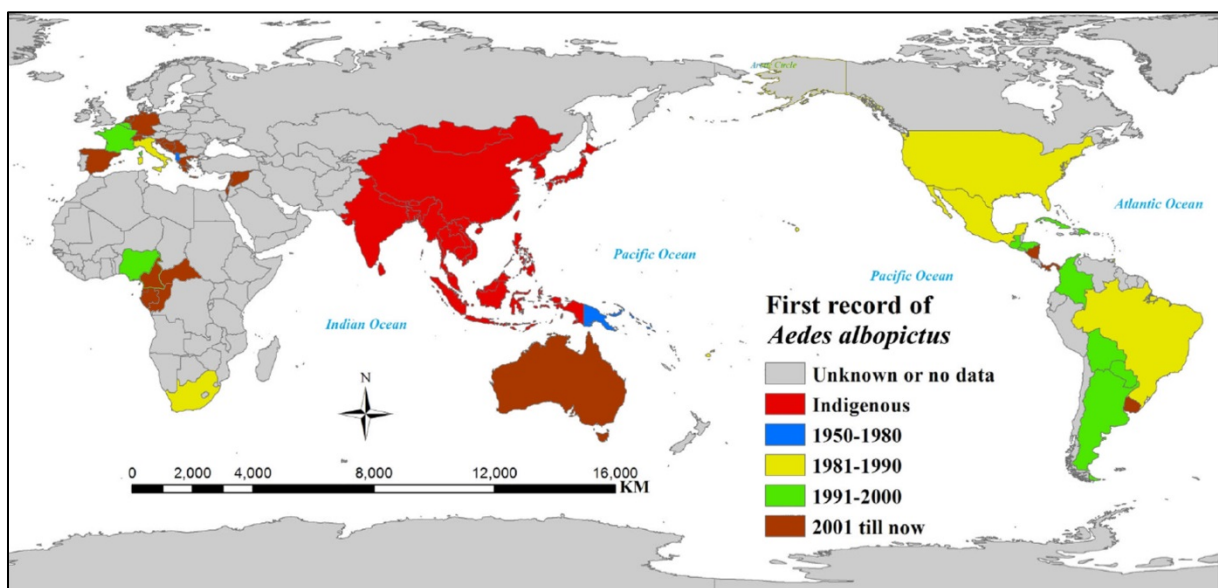 Arctic Circle
Atlantic Ocean
Pacific Ocean
Pacific Ocean
Indian Ocean
N
First record of
Aedes albopictus
Unknown or no data
Indigenous
1950-1980
1981-1990
1991-2000
2001 till now
0 2,000 4,000 8,000 12,000 16,000
KM